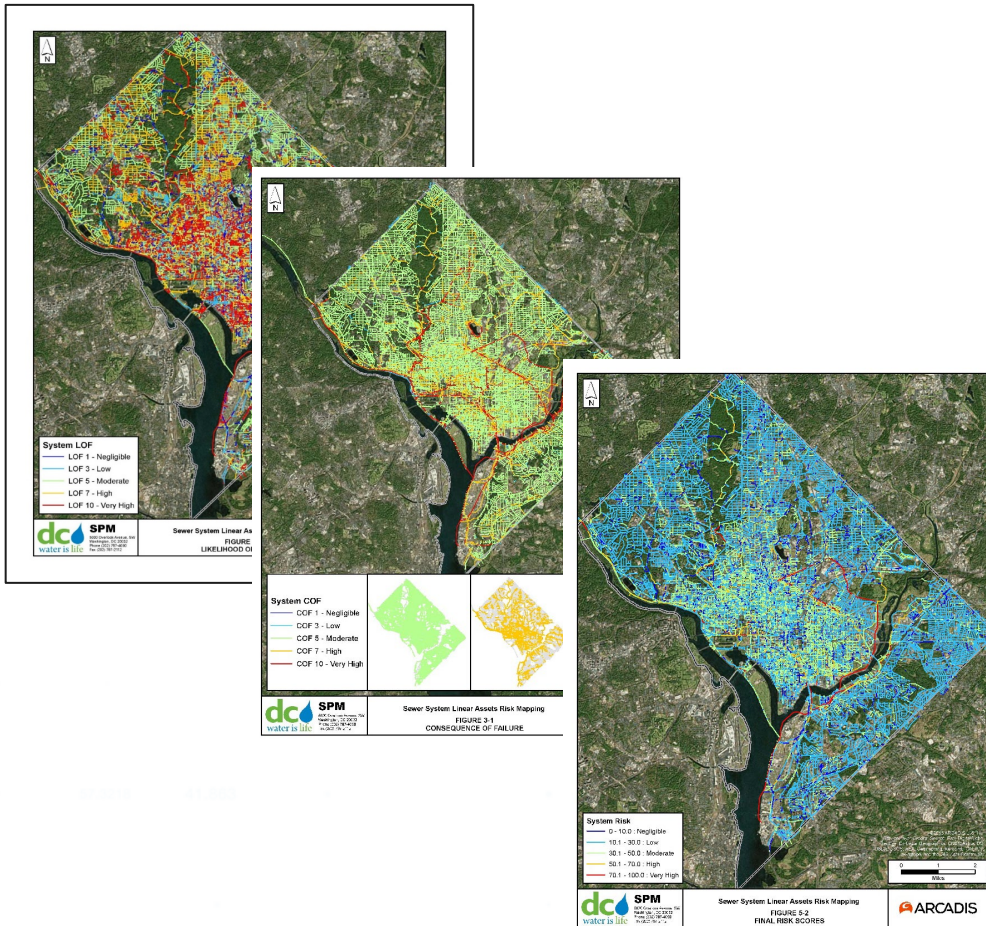 N
System LOF
LOF 1 - Negligible
LOF 3 - Low
LOF 5 - Moderate
LOF 7 - High
LOF 10 - Very High
dc
water is life
SPM
Sewer System Linear As
FIGURE
LIKELIHOOD O
N
System COF
COF 1 - Negligible
COF 3 - Low
COF 5 - Moderate
COF 7 - High
COF 10 - Very High
dc
water is life
SPM
Sewer System Linear Assets Risk Mapping
FIGURE 3-1
CONSEQUENCE OF FAILURE
N
System Risk
0 - 10.0 : Negligible
10.1 - 30.0 : Low
30.1 - 50.0 : Moderate
50.1 - 70.0 : High
70.1 - 100.0 : Very High
0 1 2
Miles
dc
water is life
SPM
Sewer System Linear Assets Risk Mapping
FIGURE 5-2
FINAL RISK SCORES
ARCADIS